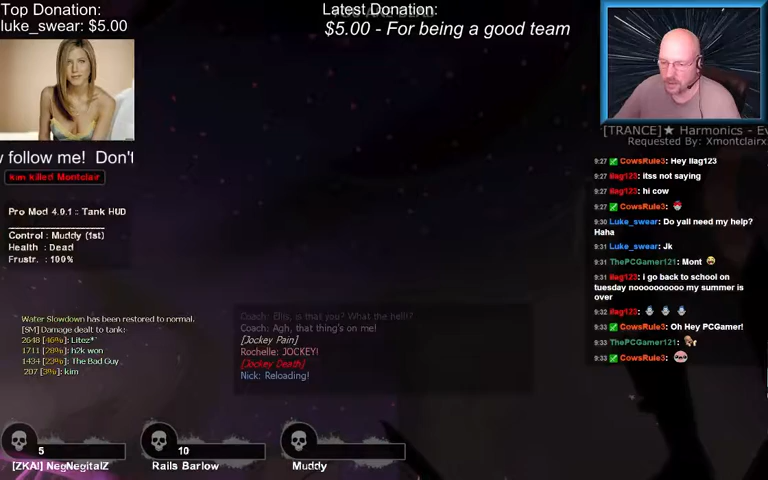 Top Donation:
luke_swear: $5.00
Latest Donation:
$5.00 - For being a good team
w follow me! Don't
kim killed Montclair
Pro Mod 4.0.1 :: Tank HUD
Control : Muddy (1st)
Health : Dead
Frustr. : 100%
Water Slowdown has been restored to normal.
[SM] Damage dealt to tank:
2648 [46%]: Litez*`
1711 [28%]: h2k won
1434 [23%]: The Bad Guy
207 [3%]: kim
Coach: Ellis, is that you? What the hell!?
Coach: Agh, that thing's on me!
[Jockey Pain]
Rochelle: JOCKEY!
[Jockey Death]
Nick: Reloading!
5
[ZKA!] NegNegitalZ
10
Rails Barlow
Muddy
[TRANCE]★ Harmonics - Ev
Requested By: Xmontclairx
9:27 CowsRule3: Hey llag123
9:27 llag123: itss not saying
9:27 llag123: hi cow
9:27 CowsRule3:
9:30 Luke_swear: Do yall need my help?
Haha
9:31 Luke_swear: Jk
9:31 ThePCGamer121: Mont
9:31 llag123: i go back to school on
tuesday nooooooooo my summer is
over
9:32 llag123:
9:33 CowsRule3: Oh Hey PCGamer!
9:33 ThePCGamer121:
9:33 CowsRule3: